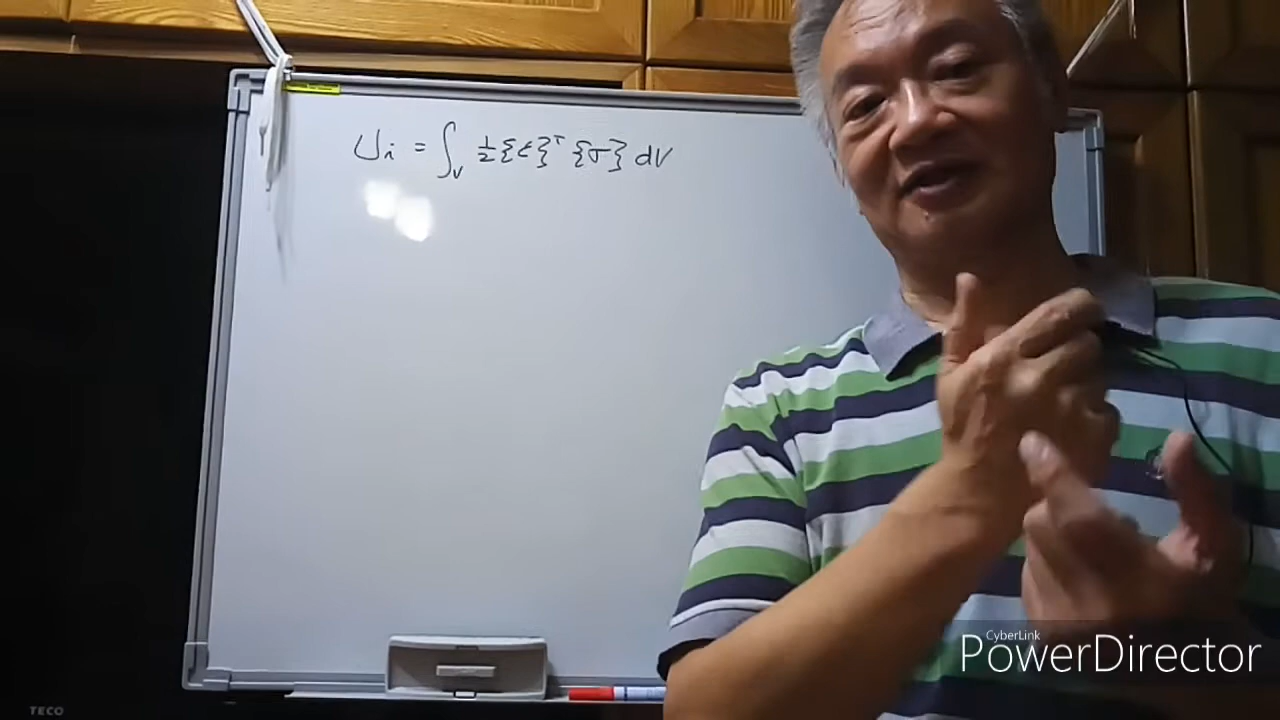 Ui = ∫v ½{ε}ᵀ{σ} dV
CyberLink
PowerDirector
TECO